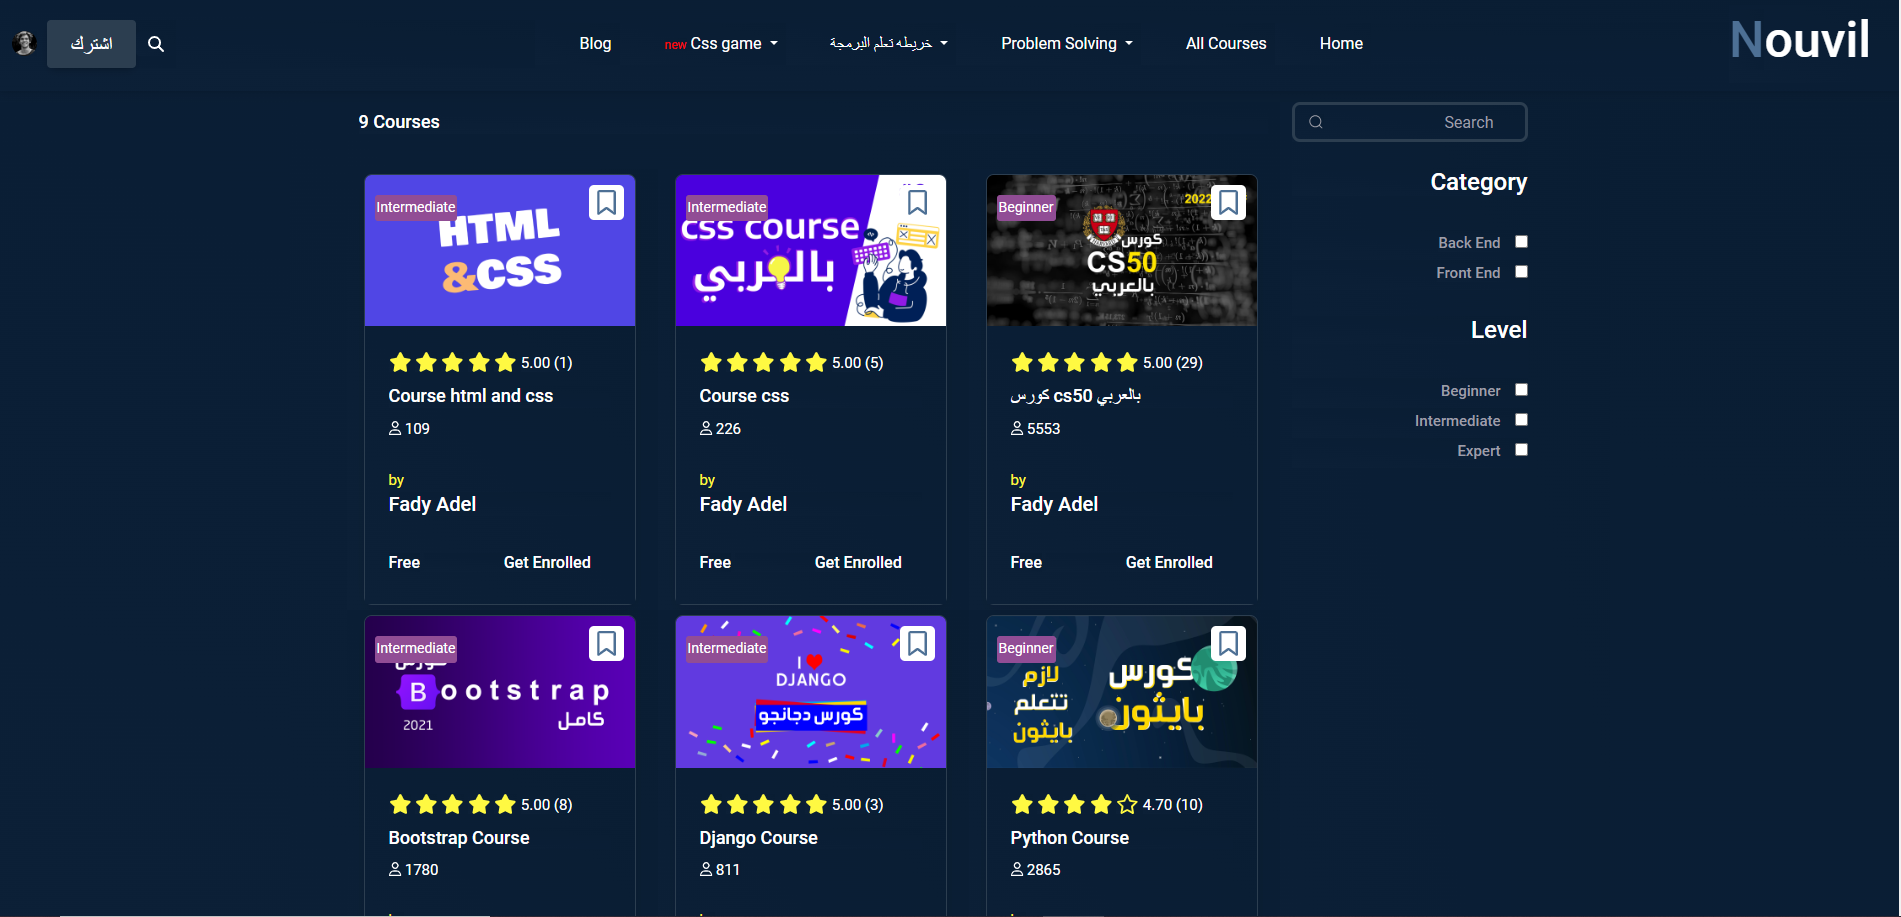 اشترك
Blog
new Css game
خريطه تعلم البرمجة
Problem Solving
All Courses
Home
Nouvil
9 Courses
Search
Category
Back End
Front End
Level
Beginner
Intermediate
Expert
Intermediate
HTML
&CSS
5.00 (1)
Course html and css
109
by
Fady Adel
Free
Get Enrolled
Intermediate
css course
بالعربي
5.00 (5)
Course css
226
by
Fady Adel
Free
Get Enrolled
Beginner
2022
كورس
CS50
بالعربي
5.00 (29)
كورس cs50 بالعربي
5553
by
Fady Adel
Free
Get Enrolled
Intermediate
كورس
Bootstrap
كامل
2021
5.00 (8)
Bootstrap Course
1780
Intermediate
I
DJANGO
كورس دجانجو
5.00 (3)
Django Course
811
Beginner
كورس
بايثون
لازم
تتعلم
بايثون
4.70 (10)
Python Course
2865